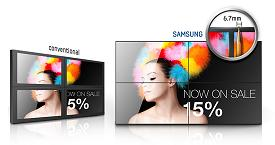 conventional
NOW ON SALE
5%
SAMSUNG
6.7mm
NOW ON SALE
15%